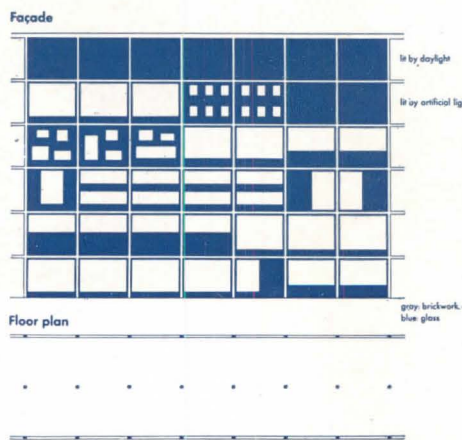 Façade
lit by daylight
lit by artificial lig
gray: brickwork.
blue: glass
Floor plan